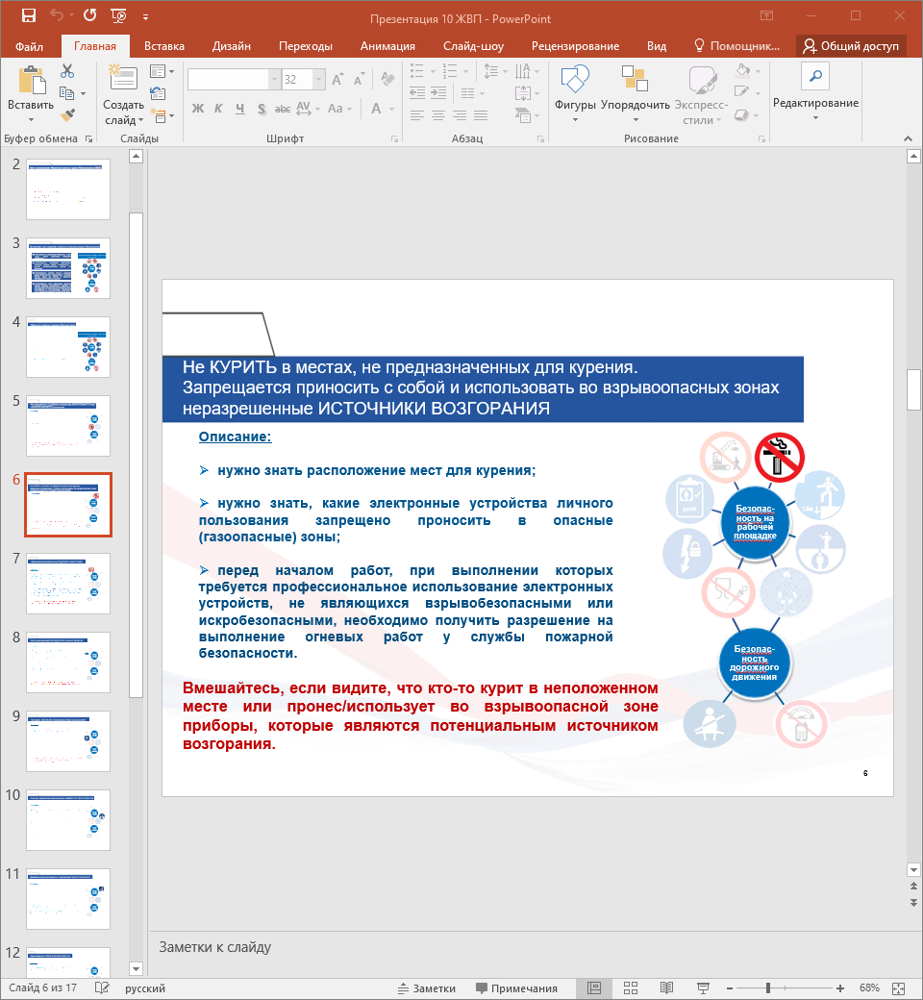 Презентация 10 ЖВП - PowerPoint
Файл
Главная
Вставка
Дизайн
Переходы
Анимация
Слайд-шоу
Рецензирование
Вид
Помощник...
Общий доступ
Вставить
Создать
слайд
32
Ж К Ч S abc AV Aa A
Фигуры
Упорядочить
Экспресс-
стили
Редактирование
Буфер обмена
Слайды
Шрифт
Абзац
Рисование
2
3
4
5
6
7
8
9
10
11
12
Не КУРИТЬ в местах, не предназначенных для курения.
Запрещается приносить с собой и использовать во взрывоопасных зонах
неразрешенные ИСТОЧНИКИ ВОЗГОРАНИЯ
Описание:
нужно знать расположение мест для курения;
нужно знать, какие электронные устройства личного
пользования запрещено проносить в опасные
(газоопасные) зоны;
перед началом работ, при выполнении которых
требуется профессиональное использование электронных
устройств, не являющихся взрывобезопасными или
искробезопасными, необходимо получить разрешение на
выполнение огневых работ у службы пожарной
безопасности.
Вмешайтесь, если видите, что кто-то курит в неположенном
месте или пронес/использует во взрывоопасной зоне
приборы, которые являются потенциальным источником
возгорания.
Безопас-
ность на
рабочей
площадке
Безопас-
ность
дорожного
движения
6
Заметки к слайду
Слайд 6 из 17
русский
Заметки
Примечания
68%